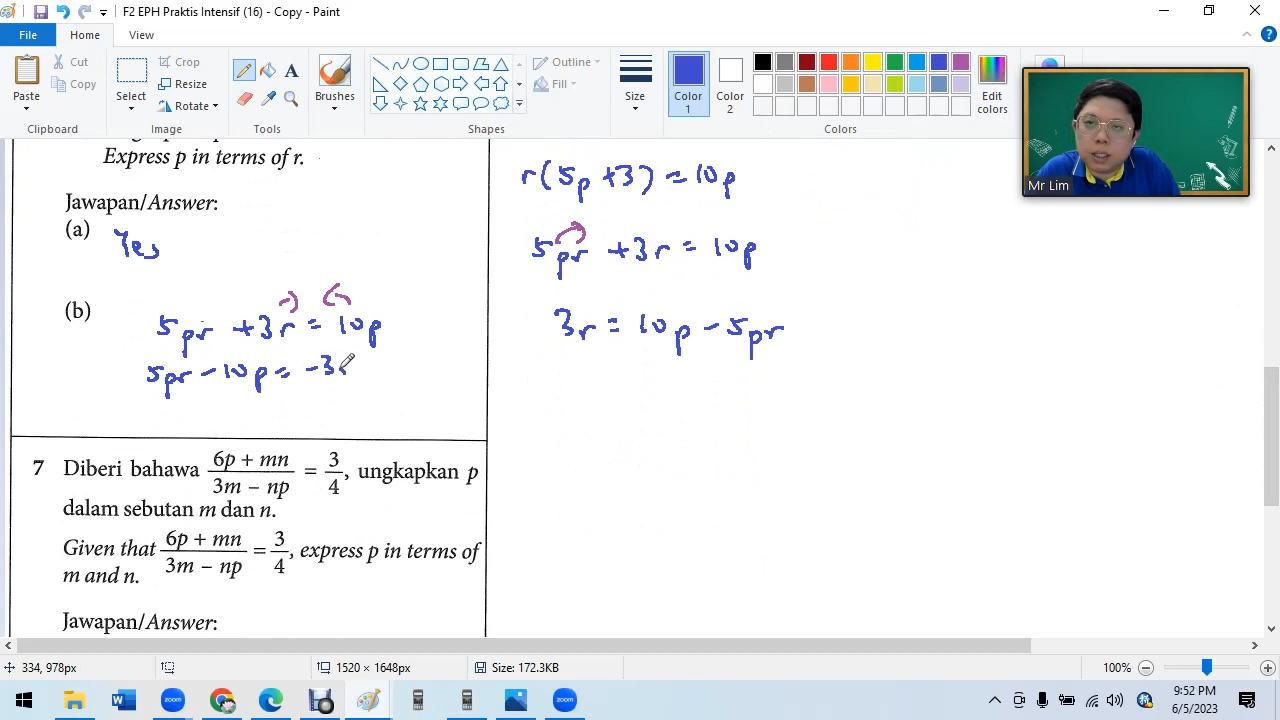 F2 EPH Praktis Intensif (16) - Copy - Paint
File Home View
Paste Cut Copy Clipboard
Select Crop Resize Rotate Image
Tools
Brushes
Shapes
Outline Fill
Size
Color 1
Color 2
Colors
Edit colors
Mr Lim
Express p in terms of r.
Jawapan/Answer:
(a) Yes
(b) 5pr + 3r = 10p
5pr - 10p = -3r
r(5p + 3) = 10p
5pr + 3r = 10p
3r = 10p - 5pr
7 Diberi bahawa (6p + mn)/(3m – np) = 3/4, ungkapkan p
dalam sebutan m dan n.
Given that (6p + mn)/(3m – np) = 3/4, express p in terms of
m and n.
Jawapan/Answer:
334, 978px
1520 × 1648px
Size: 172.3KB
100%
zoom
zoom
9:52 PM
6/5/2023